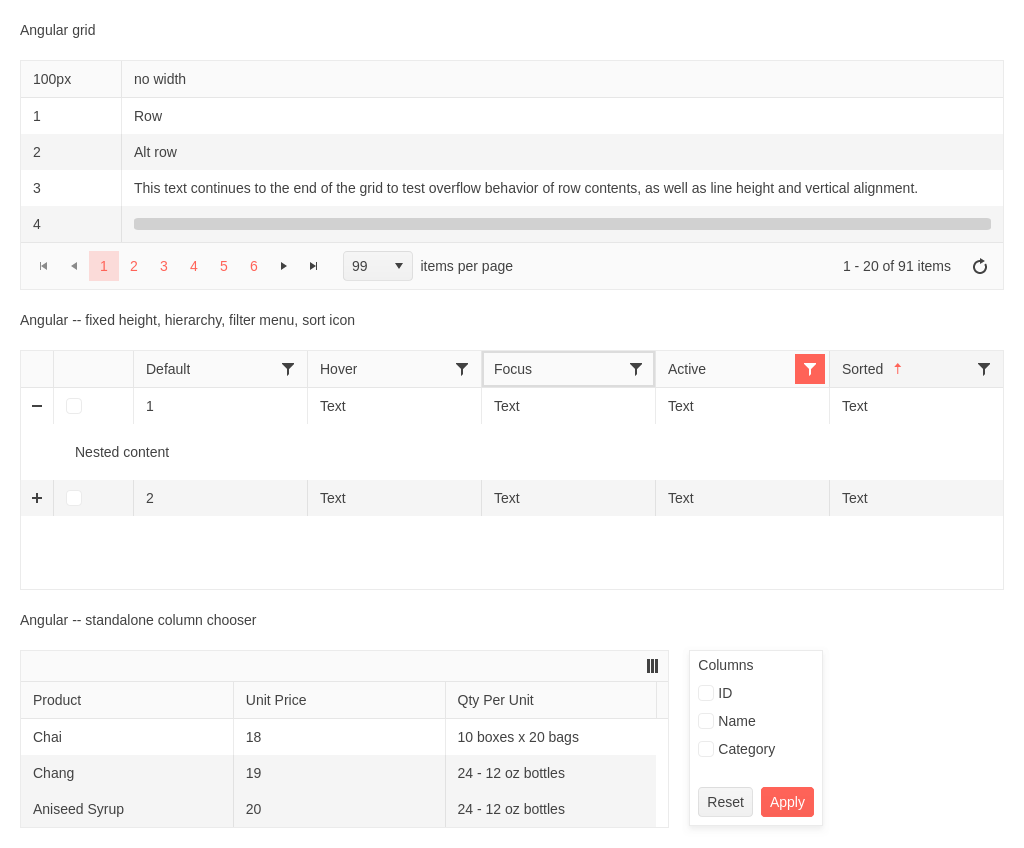 Angular grid
100px no width
1 Row
2 Alt row
3 This text continues to the end of the grid to test overflow behavior of row contents, as well as line height and vertical alignment.
4
1 2 3 4 5 6 99 items per page 1 - 20 of 91 items
Angular -- fixed height, hierarchy, filter menu, sort icon
Default Hover Focus Active Sorted
1 Text Text Text Text
Nested content
2 Text Text Text Text
Angular -- standalone column chooser
Product Unit Price Qty Per Unit
Chai 18 10 boxes x 20 bags
Chang 19 24 - 12 oz bottles
Aniseed Syrup 20 24 - 12 oz bottles
Columns
ID
Name
Category
Reset Apply